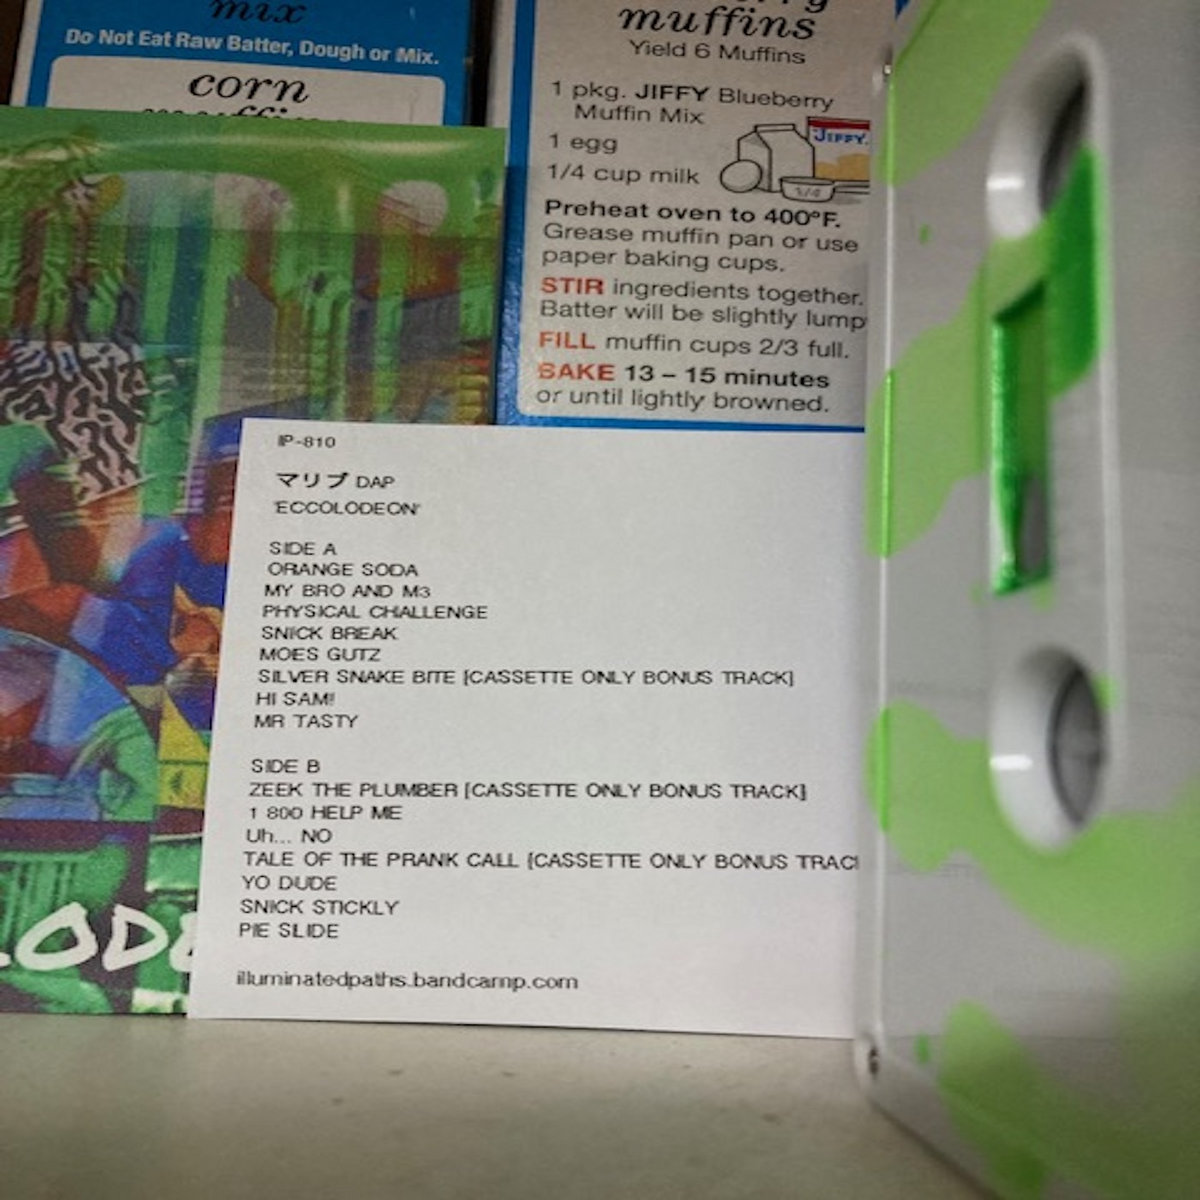 mix
Do Not Eat Raw Batter, Dough or Mix.
corn
muffins
Yield 6 Muffins
1 pkg. JIFFY Blueberry
Muffin Mix
1 egg
1/4 cup milk
JIFFY
1/4
Preheat oven to 400°F.
Grease muffin pan or use
paper baking cups.
STIR ingredients together.
Batter will be slightly lump
FILL muffin cups 2/3 full.
BAKE 13 – 15 minutes
or until lightly browned.
IP-810
マリブ DAP
'ECCOLODEON'
SIDE A
ORANGE SODA
MY BRO AND M3
PHYSICAL CHALLENGE
SNICK BREAK
MOES GUTZ
SILVER SNAKE BITE [CASSETTE ONLY BONUS TRACK]
HI SAM!
MR TASTY
SIDE B
ZEEK THE PLUMBER [CASSETTE ONLY BONUS TRACK]
1 800 HELP ME
Uh... NO
TALE OF THE PRANK CALL [CASSETTE ONLY BONUS TRAC
YO DUDE
SNICK STICKLY
PIE SLIDE
illuminatedpaths.bandcamp.com